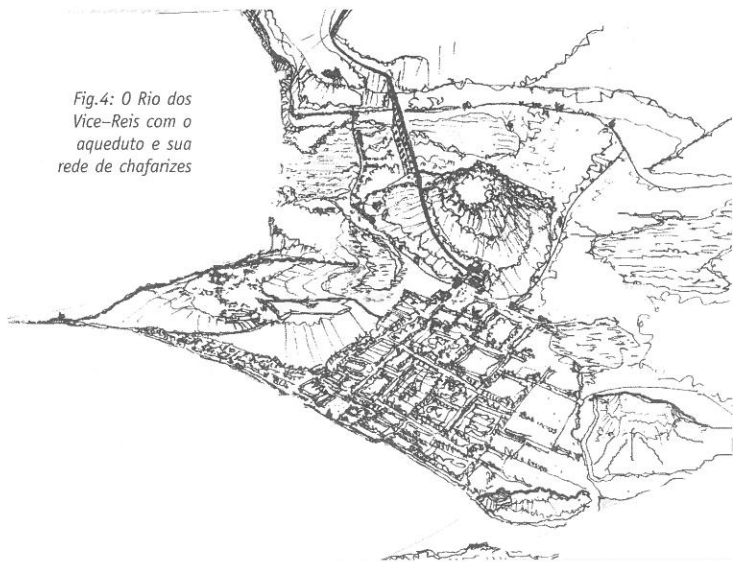 Fig.4: O Rio dos
Vice–Reis com o
aqueduto e sua
rede de chafarizes